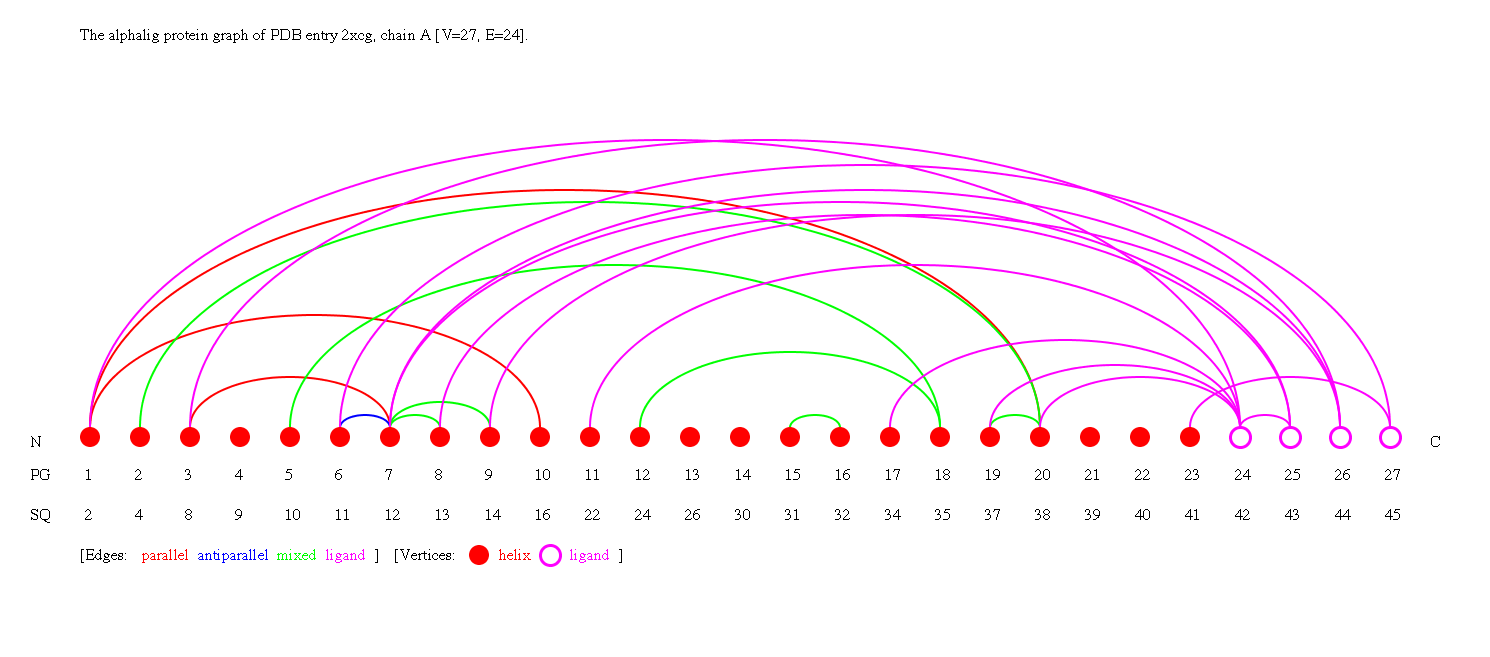 The alphalig protein graph of PDB entry 2xcg, chain A [V=27, E=24].
N C
PG 1 2 3 4 5 6 7 8 9 10 11 12 13 14 15 16 17 18 19 20 21 22 23 24 25 26 27
SQ 2 4 8 9 10 11 12 13 14 16 22 24 26 30 31 32 34 35 37 38 39 40 41 42 43 44 45
[Edges: parallel antiparallel mixed ligand ] [Vertices: helix ligand ]